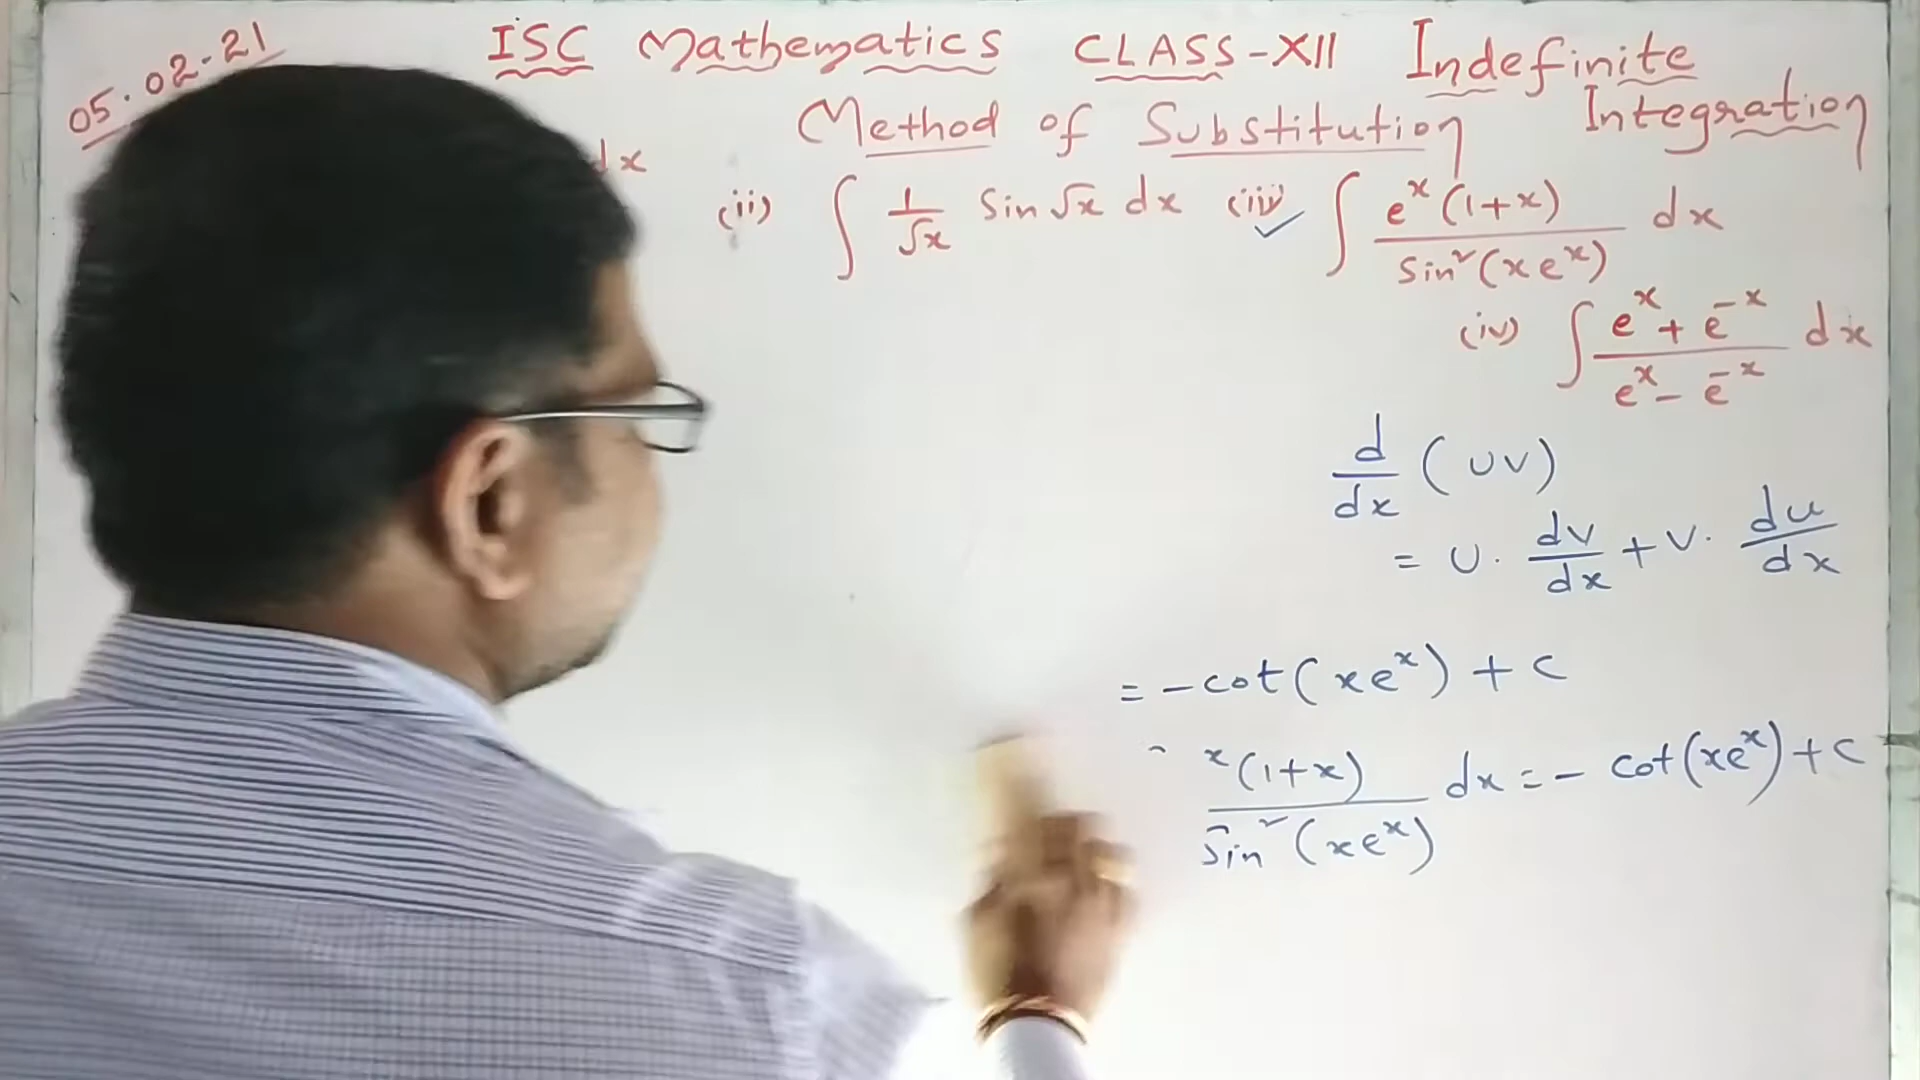 05.02-21
ISC Mathematics CLASS-XII Indefinite Integration
Method of Substitution
dx
(ii) ∫ 1/√x Sin √x dx (iii) ∫ eˣ(1+x)/Sin²(xeˣ) dx
(iv) ∫ eˣ+e⁻ˣ/eˣ-e⁻ˣ dx
d/dx (UV)
= U. dv/dx + V. du/dx
= -cot(xeˣ) + c
ˣ(1+x)/Sin²(xeˣ) dx = - cot(xeˣ)+c